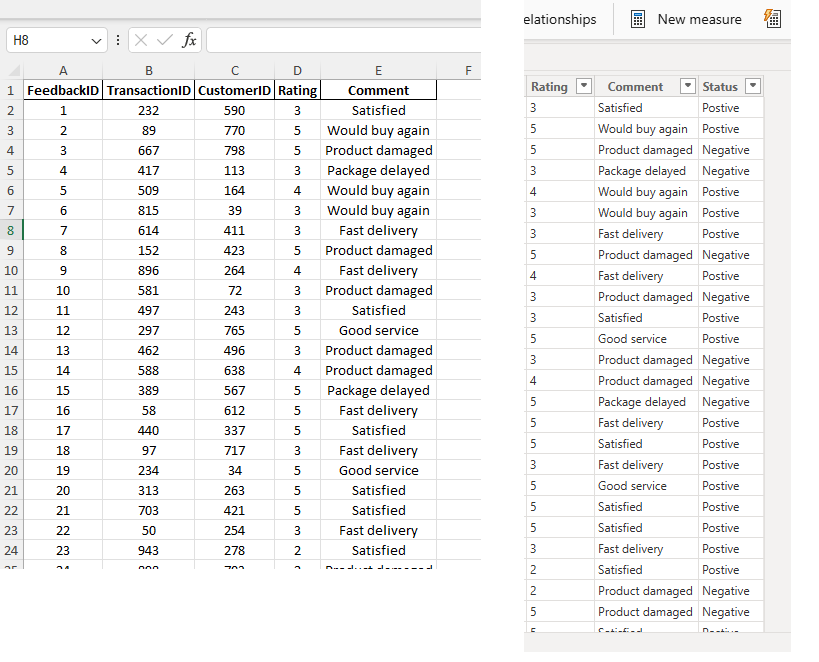 H8 fx
A B C D E F
1 FeedbackID TransactionID CustomerID Rating Comment
2 1 232 590 3 Satisfied
3 2 89 770 5 Would buy again
4 3 667 798 5 Product damaged
5 4 417 113 3 Package delayed
6 5 509 164 4 Would buy again
7 6 815 39 3 Would buy again
8 7 614 411 3 Fast delivery
9 8 152 423 5 Product damaged
10 9 896 264 4 Fast delivery
11 10 581 72 3 Product damaged
12 11 497 243 3 Satisfied
13 12 297 765 5 Good service
14 13 462 496 3 Product damaged
15 14 588 638 4 Product damaged
16 15 389 567 5 Package delayed
17 16 58 612 5 Fast delivery
18 17 440 337 5 Satisfied
19 18 97 717 3 Fast delivery
20 19 234 34 5 Good service
21 20 313 263 5 Satisfied
22 21 703 421 5 Satisfied
23 22 50 254 3 Fast delivery
24 23 943 278 2 Satisfied
elationships New measure
Rating Comment Status
3 Satisfied Postive
5 Would buy again Postive
5 Product damaged Negative
3 Package delayed Negative
4 Would buy again Postive
3 Would buy again Postive
3 Fast delivery Postive
5 Product damaged Negative
4 Fast delivery Postive
3 Product damaged Negative
3 Satisfied Postive
5 Good service Postive
3 Product damaged Negative
4 Product damaged Negative
5 Package delayed Negative
5 Fast delivery Postive
5 Satisfied Postive
3 Fast delivery Postive
5 Good service Postive
5 Satisfied Postive
5 Satisfied Postive
3 Fast delivery Postive
2 Satisfied Postive
2 Product damaged Negative
5 Product damaged Negative